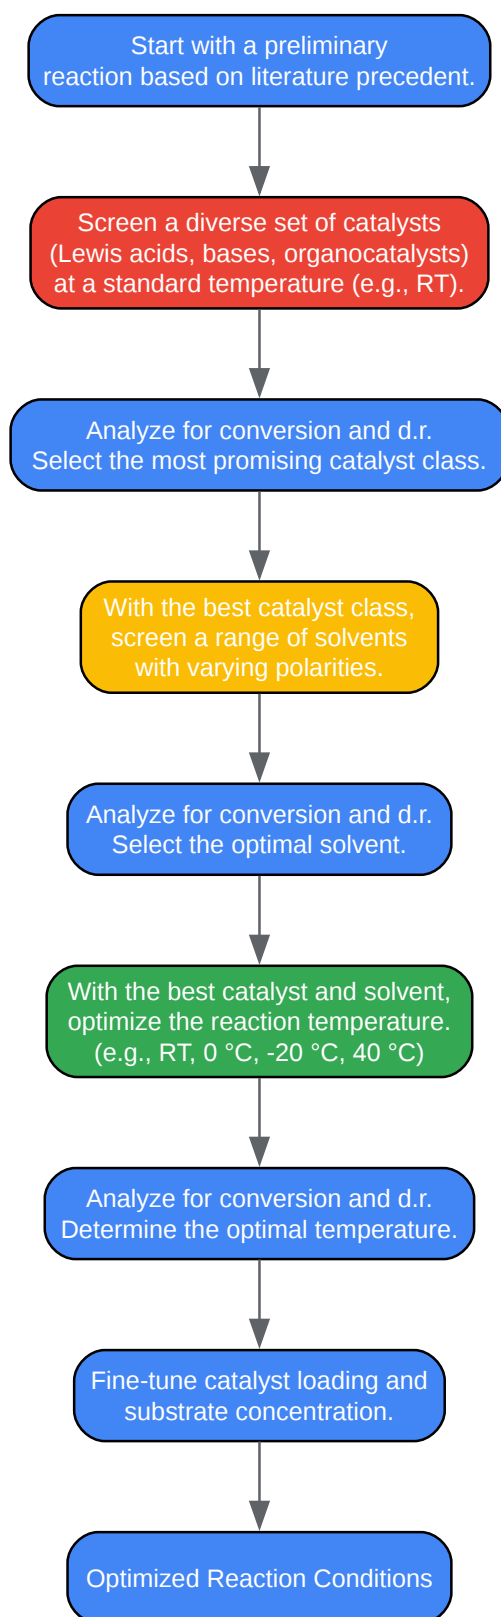 Start with a preliminary
reaction based on literature precedent.
Screen a diverse set of catalysts
(Lewis acids, bases, organocatalysts)
at a standard temperature (e.g., RT).
Analyze for conversion and d.r.
Select the most promising catalyst class.
With the best catalyst class,
screen a range of solvents
with varying polarities.
Analyze for conversion and d.r.
Select the optimal solvent.
With the best catalyst and solvent,
optimize the reaction temperature.
(e.g., RT, 0 °C, -20 °C, 40 °C)
Analyze for conversion and d.r.
Determine the optimal temperature.
Fine-tune catalyst loading and
substrate concentration.
Optimized Reaction Conditions